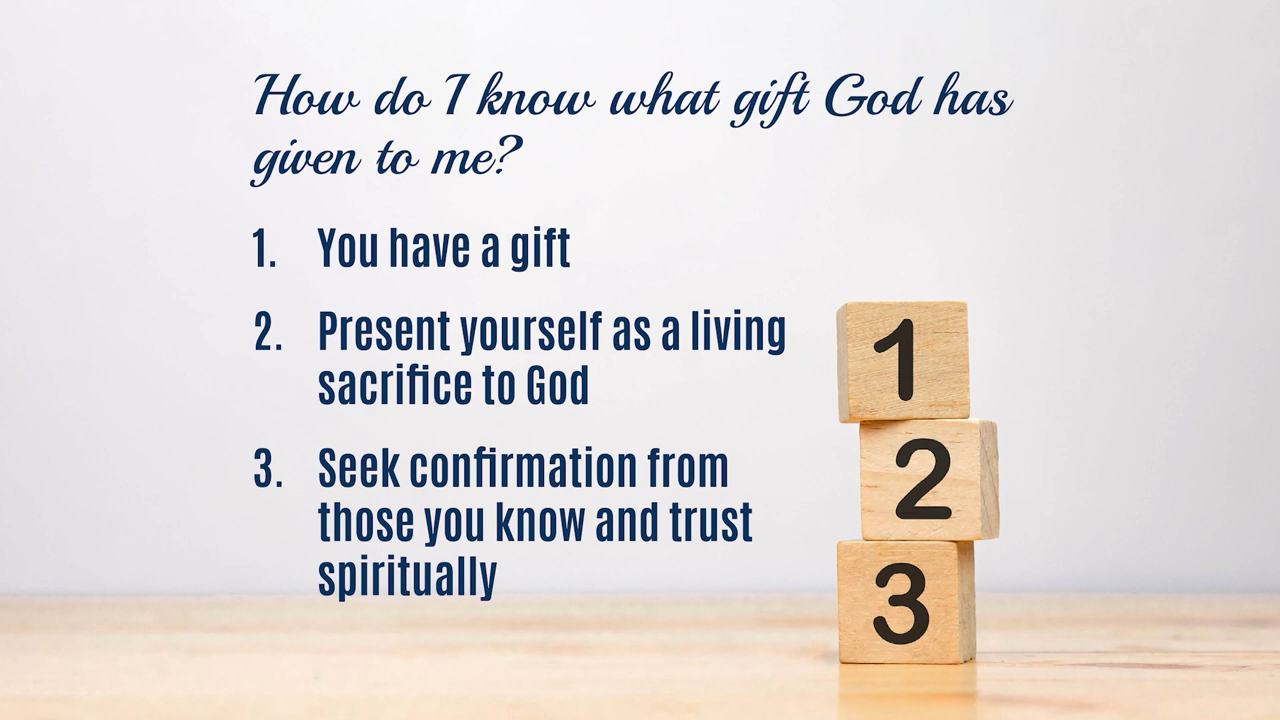 How do I know what gift God has
given to me?
1. You have a gift
2. Present yourself as a living
sacrifice to God
3. Seek confirmation from
those you know and trust
spiritually
1
2
3